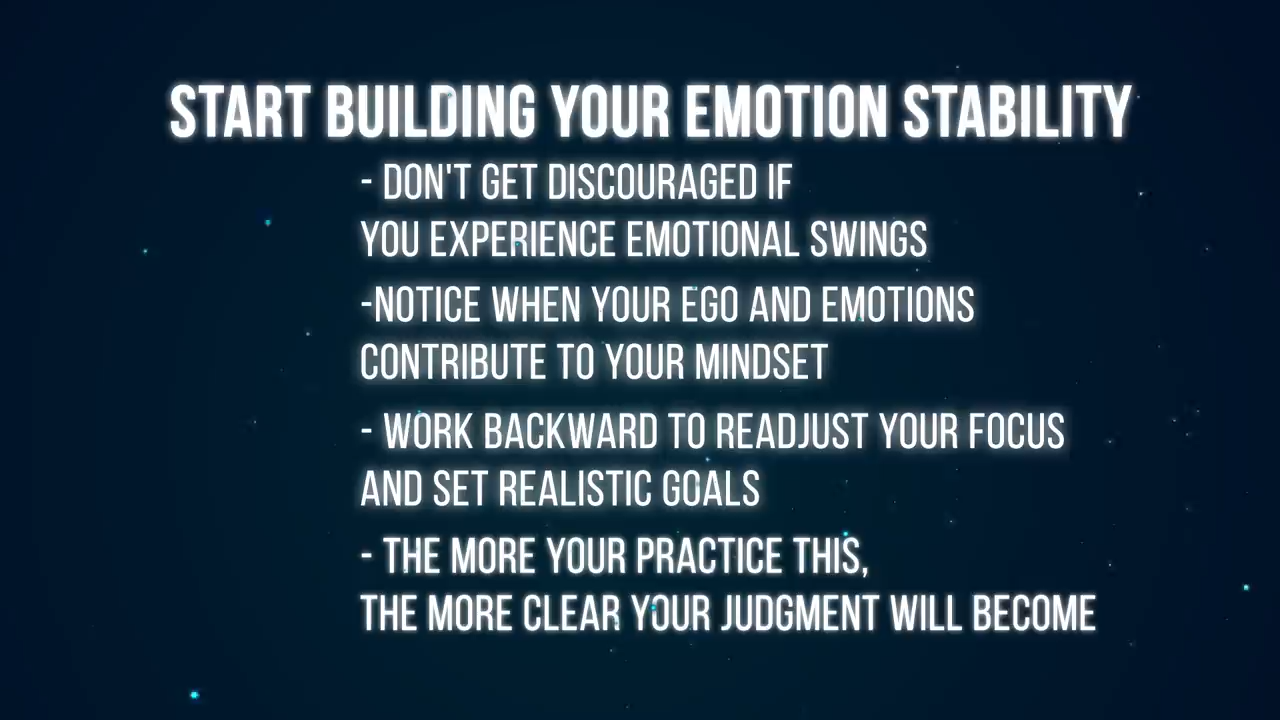 START BUILDING YOUR EMOTION STABILITY
- DON'T GET DISCOURAGED IF
YOU EXPERIENCE EMOTIONAL SWINGS
-NOTICE WHEN YOUR EGO AND EMOTIONS
CONTRIBUTE TO YOUR MINDSET
- WORK BACKWARD TO READJUST YOUR FOCUS
AND SET REALISTIC GOALS
- THE MORE YOUR PRACTICE THIS,
THE MORE CLEAR YOUR JUDGMENT WILL BECOME